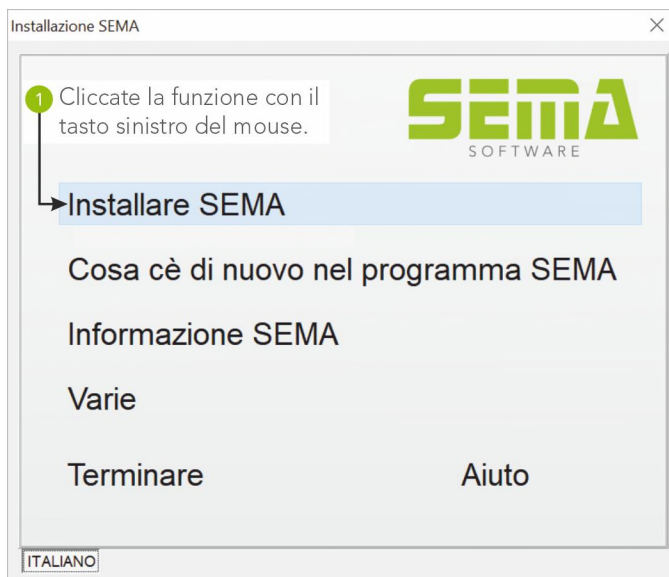 Installazione SEMA
1 Cliccate la funzione con il
tasto sinistro del mouse.
SEMA
SOFTWARE
Installare SEMA
Cosa cè di nuovo nel programma SEMA
Informazione SEMA
Varie
Terminare Aiuto
ITALIANO